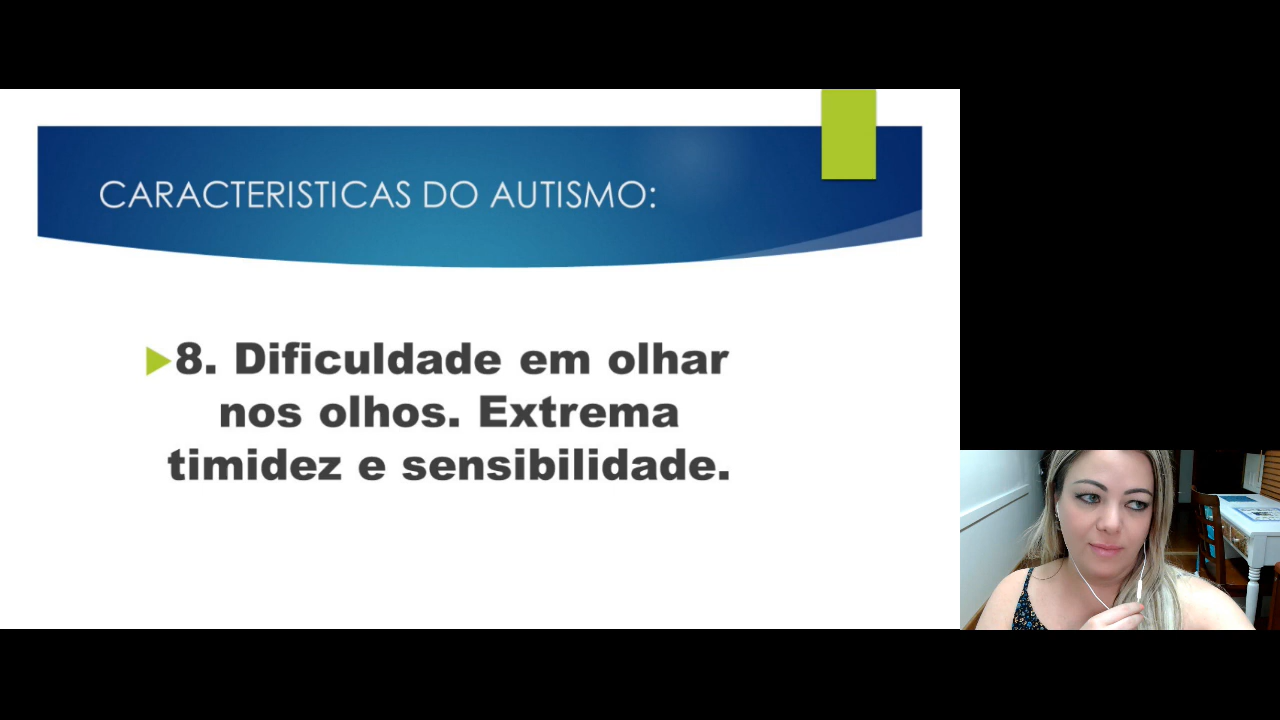 CARACTERISTICAS DO AUTISMO:
8. Dificuldade em olhar
nos olhos. Extrema
timidez e sensibilidade.